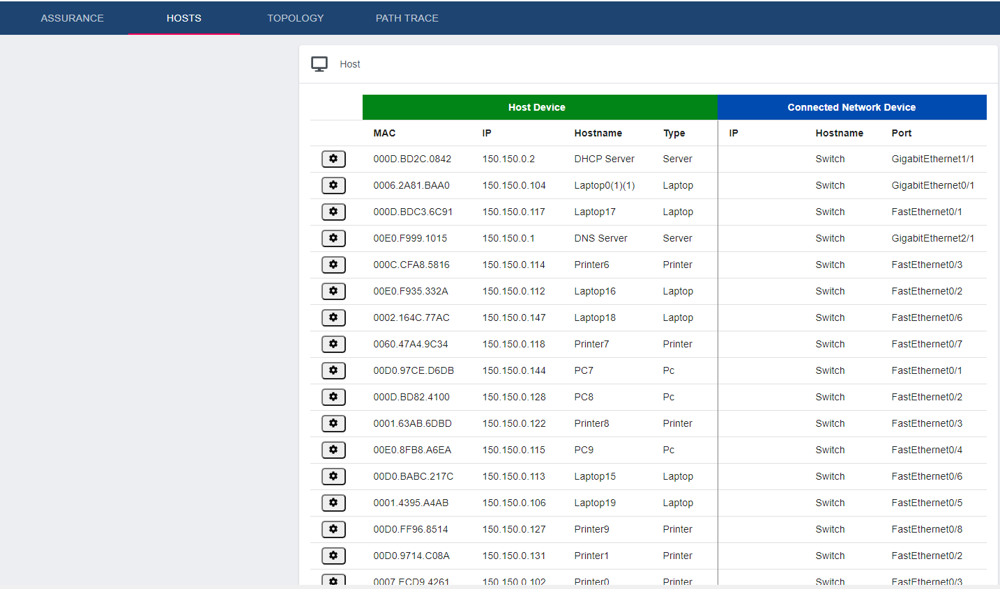 ASSURANCE HOSTS TOPOLOGY PATH TRACE
Host
Host Device Connected Network Device
MAC IP Hostname Type IP Hostname Port
000D.BD2C.0842 150.150.0.2 DHCP Server Server Switch GigabitEthernet1/1
0006.2A81.BAA0 150.150.0.104 Laptop0(1)(1) Laptop Switch GigabitEthernet0/1
000D.BDC3.6C91 150.150.0.117 Laptop17 Laptop Switch FastEthernet0/1
00E0.F999.1015 150.150.0.1 DNS Server Server Switch GigabitEthernet2/1
000C.CFA8.5816 150.150.0.114 Printer6 Printer Switch FastEthernet0/3
00E0.F935.332A 150.150.0.112 Laptop16 Laptop Switch FastEthernet0/2
0002.164C.77AC 150.150.0.147 Laptop18 Laptop Switch FastEthernet0/6
0060.47A4.9C34 150.150.0.118 Printer7 Printer Switch FastEthernet0/7
00D0.97CE.D6DB 150.150.0.144 PC7 Pc Switch FastEthernet0/1
000D.BD82.4100 150.150.0.128 PC8 Pc Switch FastEthernet0/2
0001.63AB.6DBD 150.150.0.122 Printer8 Printer Switch FastEthernet0/3
00E0.8FB8.A6EA 150.150.0.115 PC9 Pc Switch FastEthernet0/4
00D0.BABC.217C 150.150.0.113 Laptop15 Laptop Switch FastEthernet0/6
0001.4395.A4AB 150.150.0.106 Laptop19 Laptop Switch FastEthernet0/5
00D0.FF96.8514 150.150.0.127 Printer9 Printer Switch FastEthernet0/8
00D0.9714.C08A 150.150.0.131 Printer1 Printer Switch FastEthernet0/2
0007.ECD9.4261 150.150.0.102 Printer0 Printer Switch FastEthernet0/3